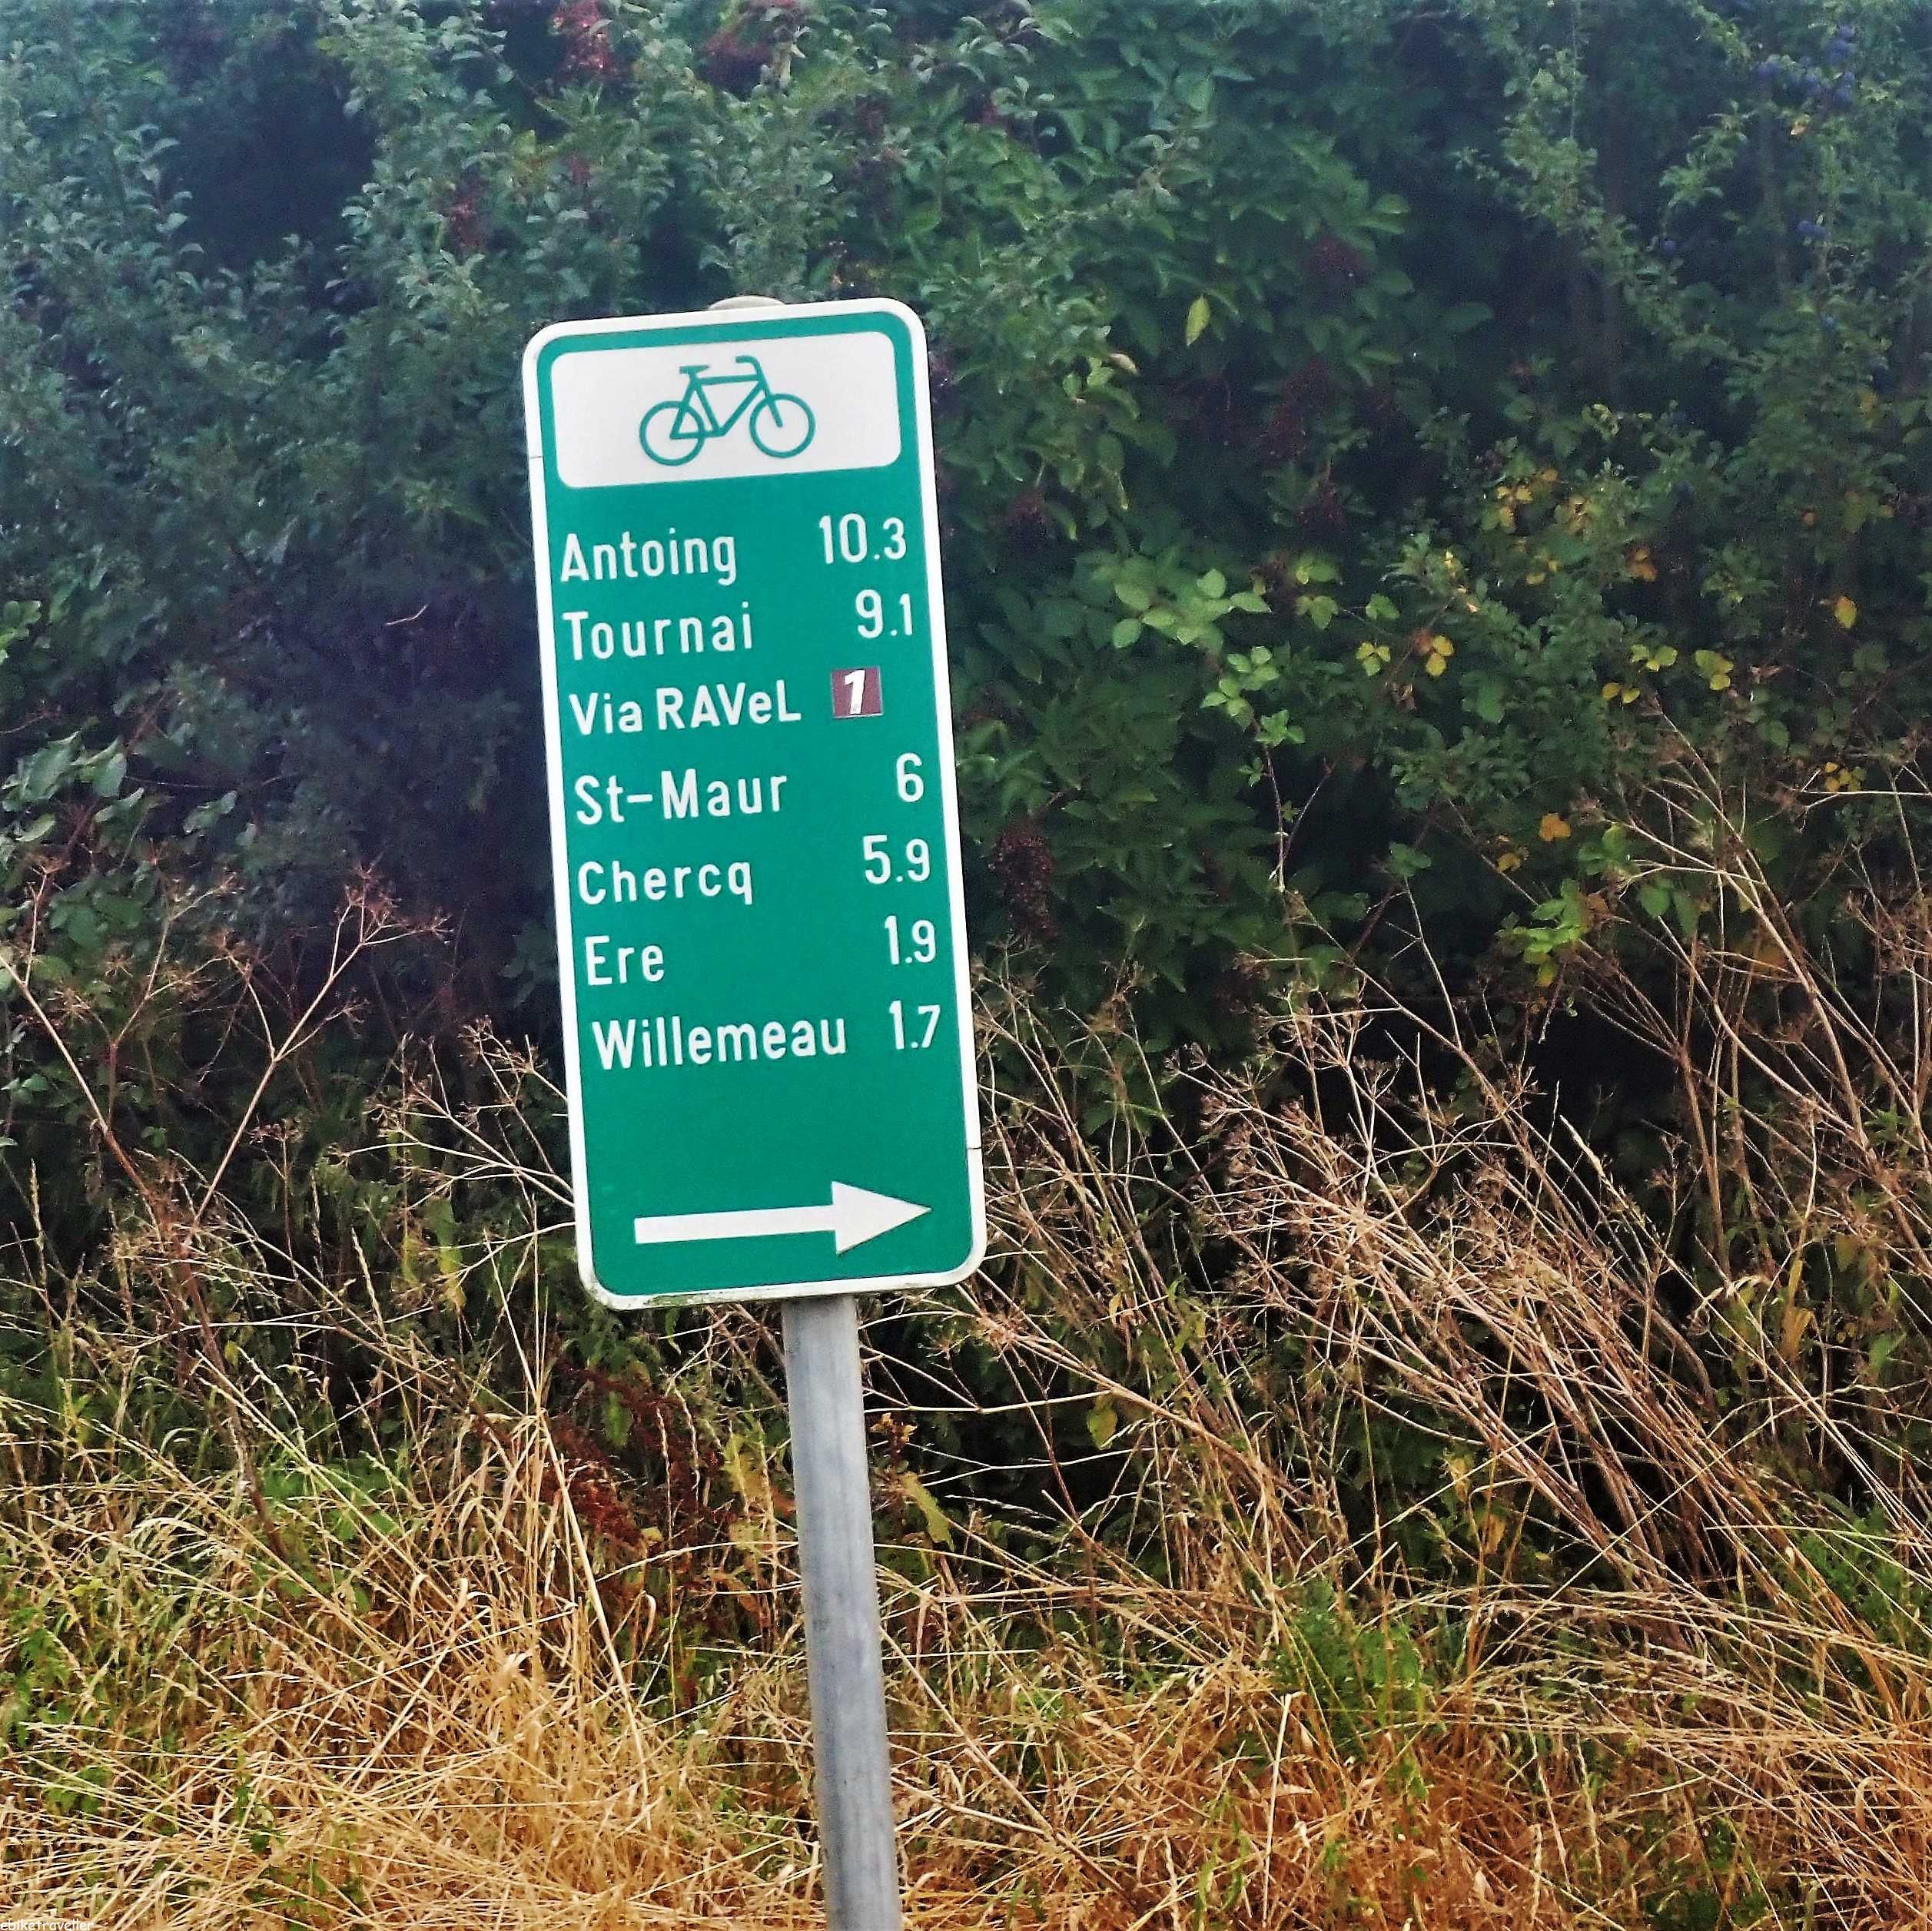 Antoing 10.3
Tournai 9.1
Via RAVeL 1
St-Maur 6
Chercq 5.9
Ere 1.9
Willemeau 1.7
ebiketraveller